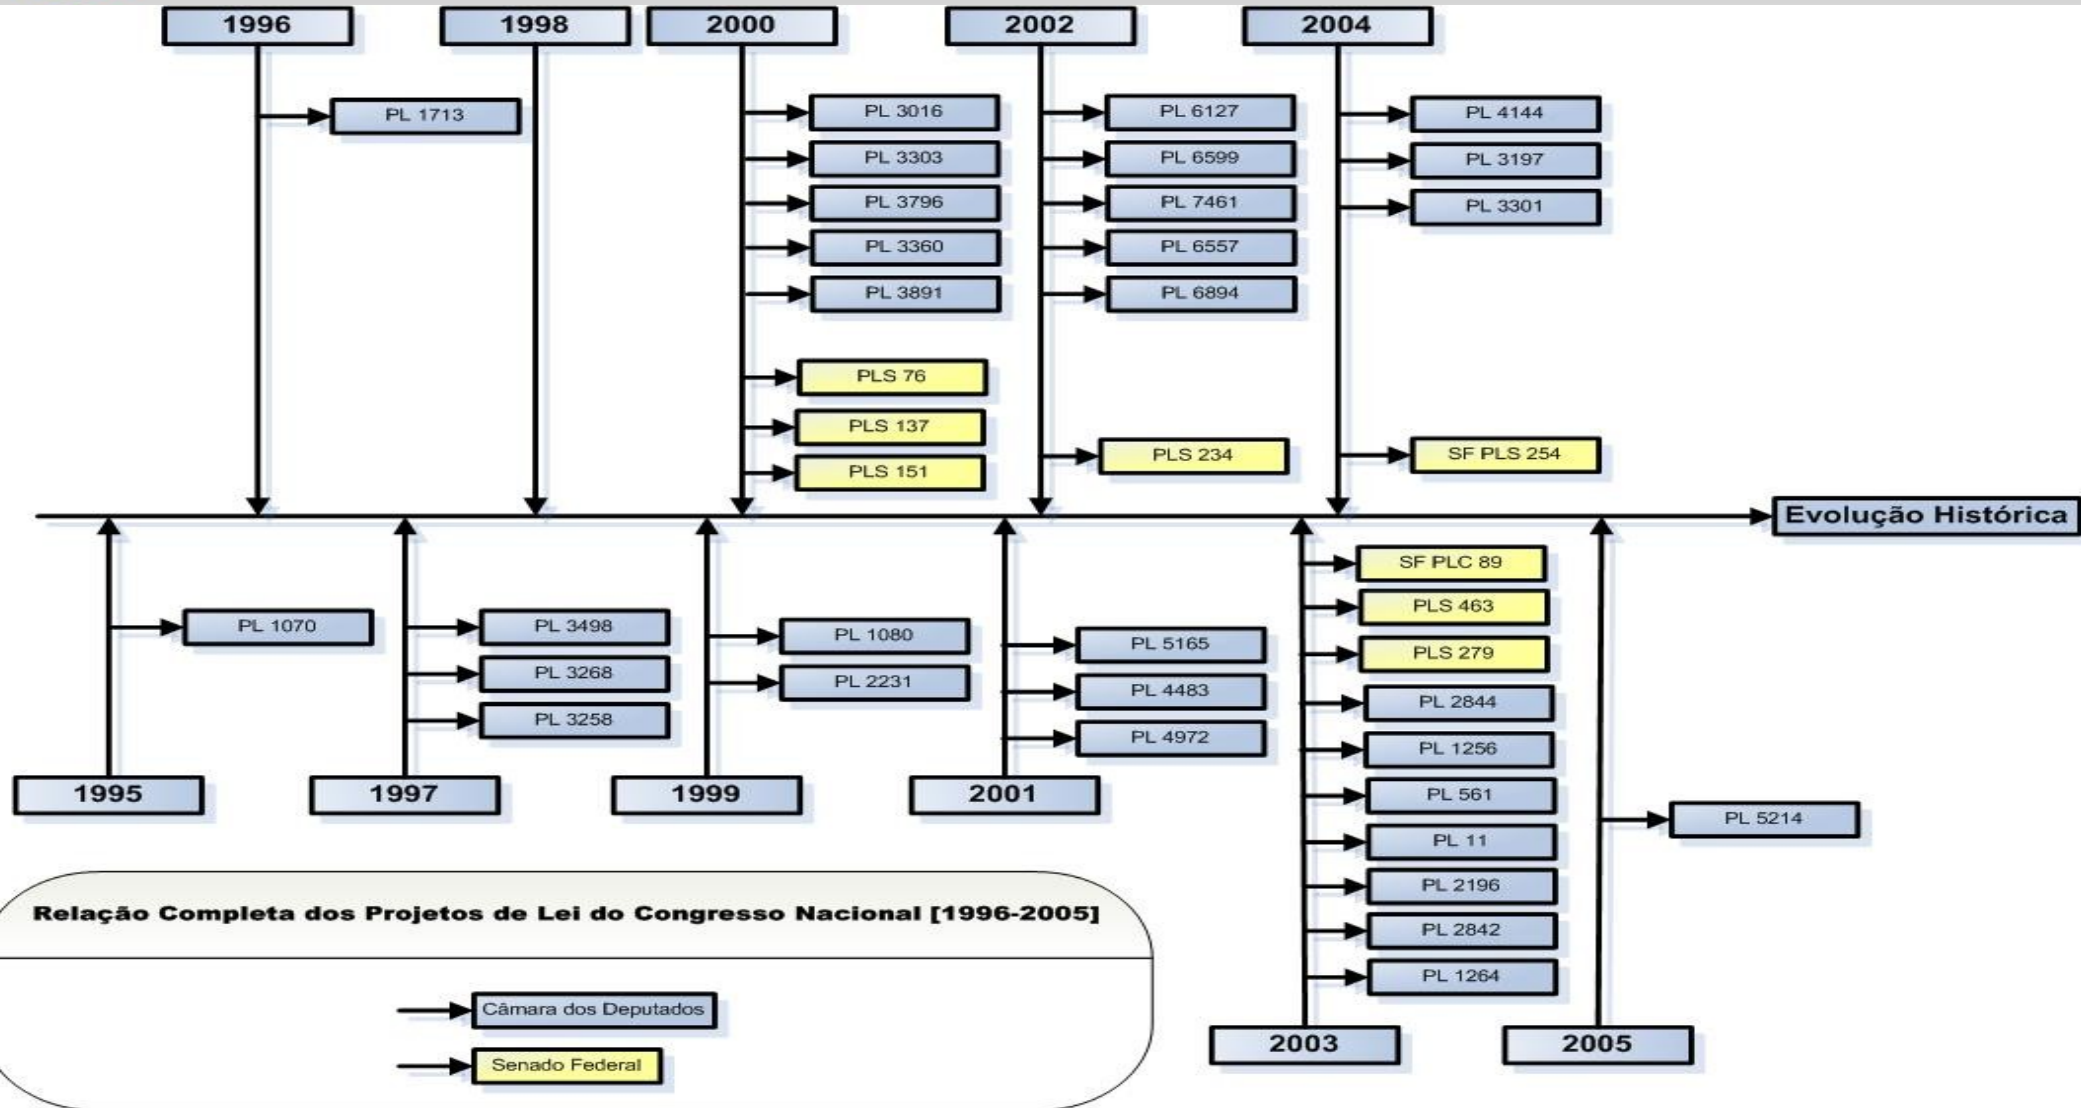 1996
1998
2000
2002
2004
PL 1713
PL 3016
PL 3303
PL 3796
PL 3360
PL 3891
PLS 76
PLS 137
PLS 151
PL 6127
PL 6599
PL 7461
PL 6557
PL 6894
PLS 234
PL 4144
PL 3197
PL 3301
SF PLS 254
Evolução Histórica
PL 1070
1995
PL 3498
PL 3268
PL 3258
1997
PL 1080
PL 2231
1999
PL 5165
PL 4483
PL 4972
2001
SF PLC 89
PLS 463
PLS 279
PL 2844
PL 1256
PL 561
PL 11
PL 2196
PL 2842
PL 1264
2003
PL 5214
2005
Relação Completa dos Projetos de Lei do Congresso Nacional [1996-2005]
Câmara dos Deputados
Senado Federal